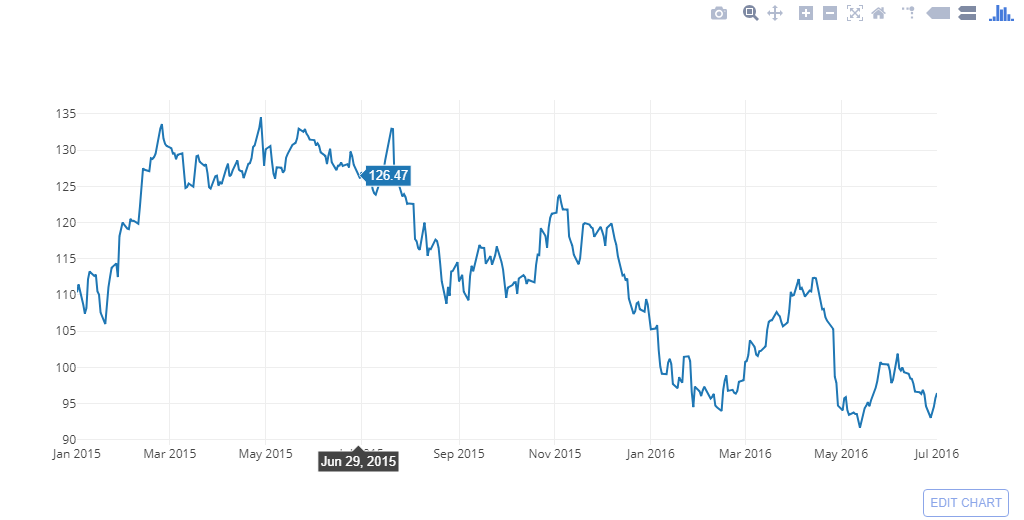 135
130
126.47
125
120
115
110
105
100
95
90
Jan 2015
Mar 2015
May 2015
Sep 2015
Nov 2015
Jan 2016
Mar 2016
May 2016
Jul 2016
Jun 29, 2015
EDIT CHART